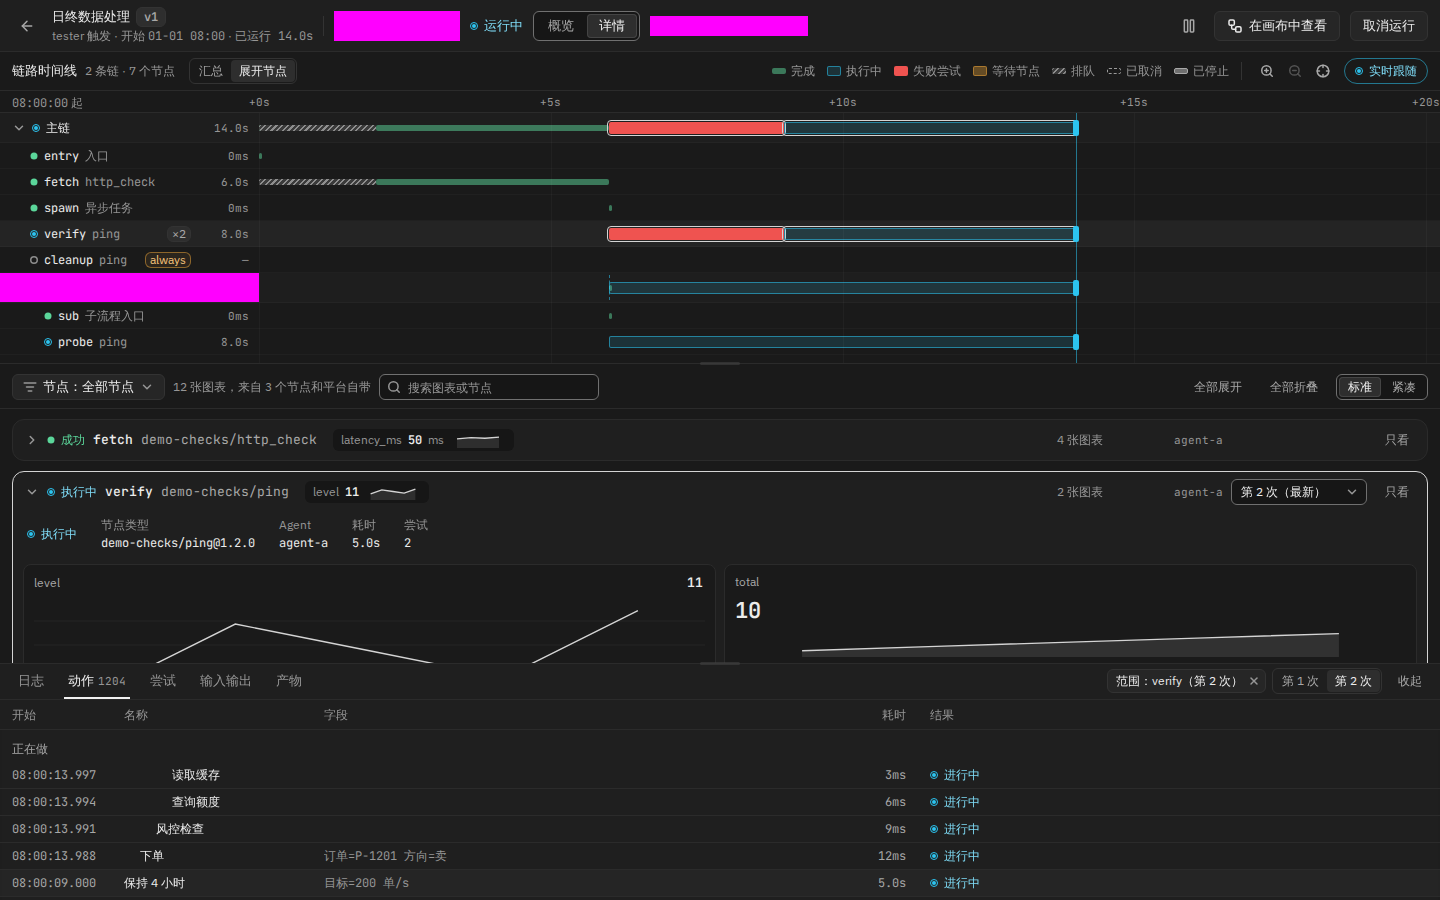 日终数据处理 v1
tester 触发 · 开始 01-01 08:00 · 已运行 14.0s
运行中
概览 详情
在画布中查看 取消运行
链路时间线 2 条链 · 7 个节点 汇总 展开节点
完成 执行中 失败尝试 等待节点 排队 已取消 已停止 实时跟随
08:00:00 起 +0s +5s +10s +15s +20s
主链 14.0s
entry 入口 0ms
fetch http_check 6.0s
spawn 异步任务 0ms
verify ping ×2 8.0s
cleanup ping always —
sub 子流程入口 0ms
probe ping 8.0s
节点：全部节点 12 张图表，来自 3 个节点和平台自带 搜索图表或节点 全部展开 全部折叠 标准 紧凑
成功 fetch demo-checks/http_check latency_ms 50 ms 4 张图表 agent-a 只看
执行中 verify demo-checks/ping level 11 2 张图表 agent-a 第 2 次（最新） 只看
节点类型 Agent 耗时 尝试
执行中 demo-checks/ping@1.2.0 agent-a 5.0s 2
level 11
total
10
日志 动作 1204 尝试 输入输出 产物 范围：verify（第 2 次） 第 1 次 第 2 次 收起
开始 名称 字段 耗时 结果
正在做
08:00:13.997 读取缓存 3ms 进行中
08:00:13.994 查询额度 6ms 进行中
08:00:13.991 风控检查 9ms 进行中
08:00:13.988 下单 订单=P-1201 方向=卖 12ms 进行中
08:00:09.000 保持 4 小时 目标=200 单/s 5.0s 进行中